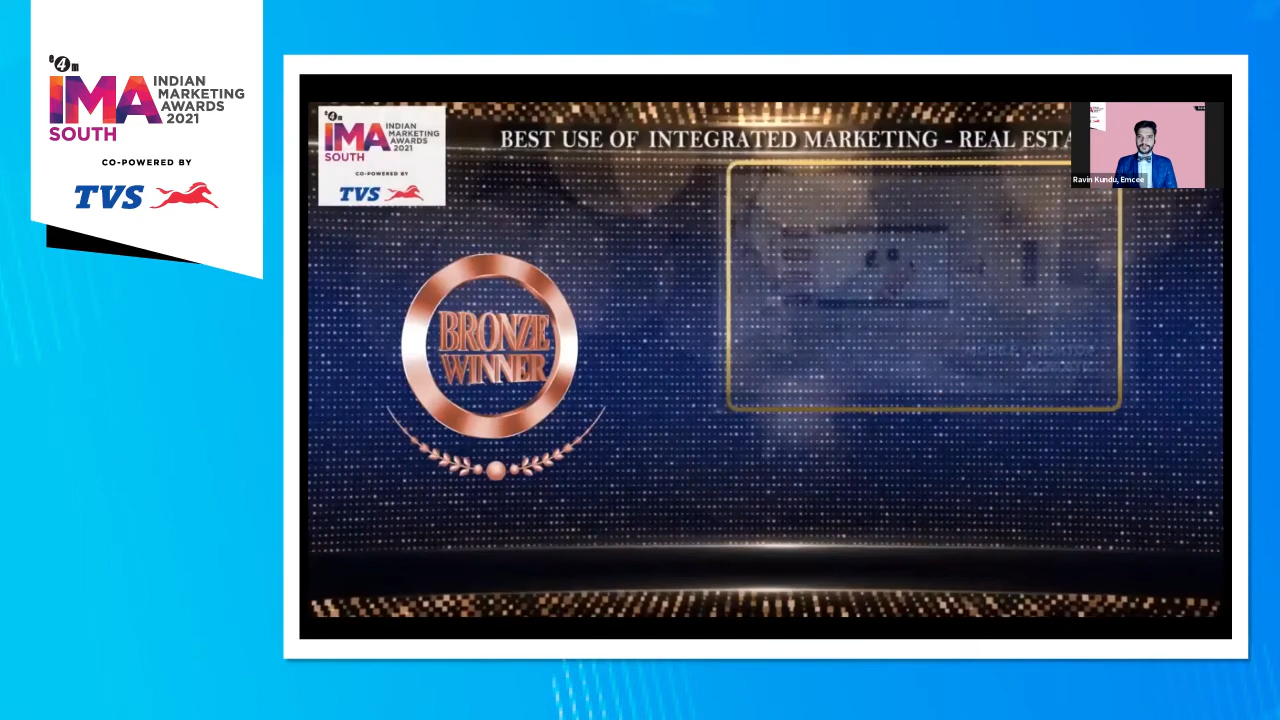 e4m
IMA
INDIAN
MARKETING
AWARDS
2021
SOUTH
CO-POWERED BY
TVS
e4m
IMA
INDIAN
MARKETING
AWARDS
2021
SOUTH
CO-POWERED BY
TVS
BEST USE OF INTEGRATED MARKETING - REAL ESTA
Ravin Kundu, Emcee
BRONZE
WINNER